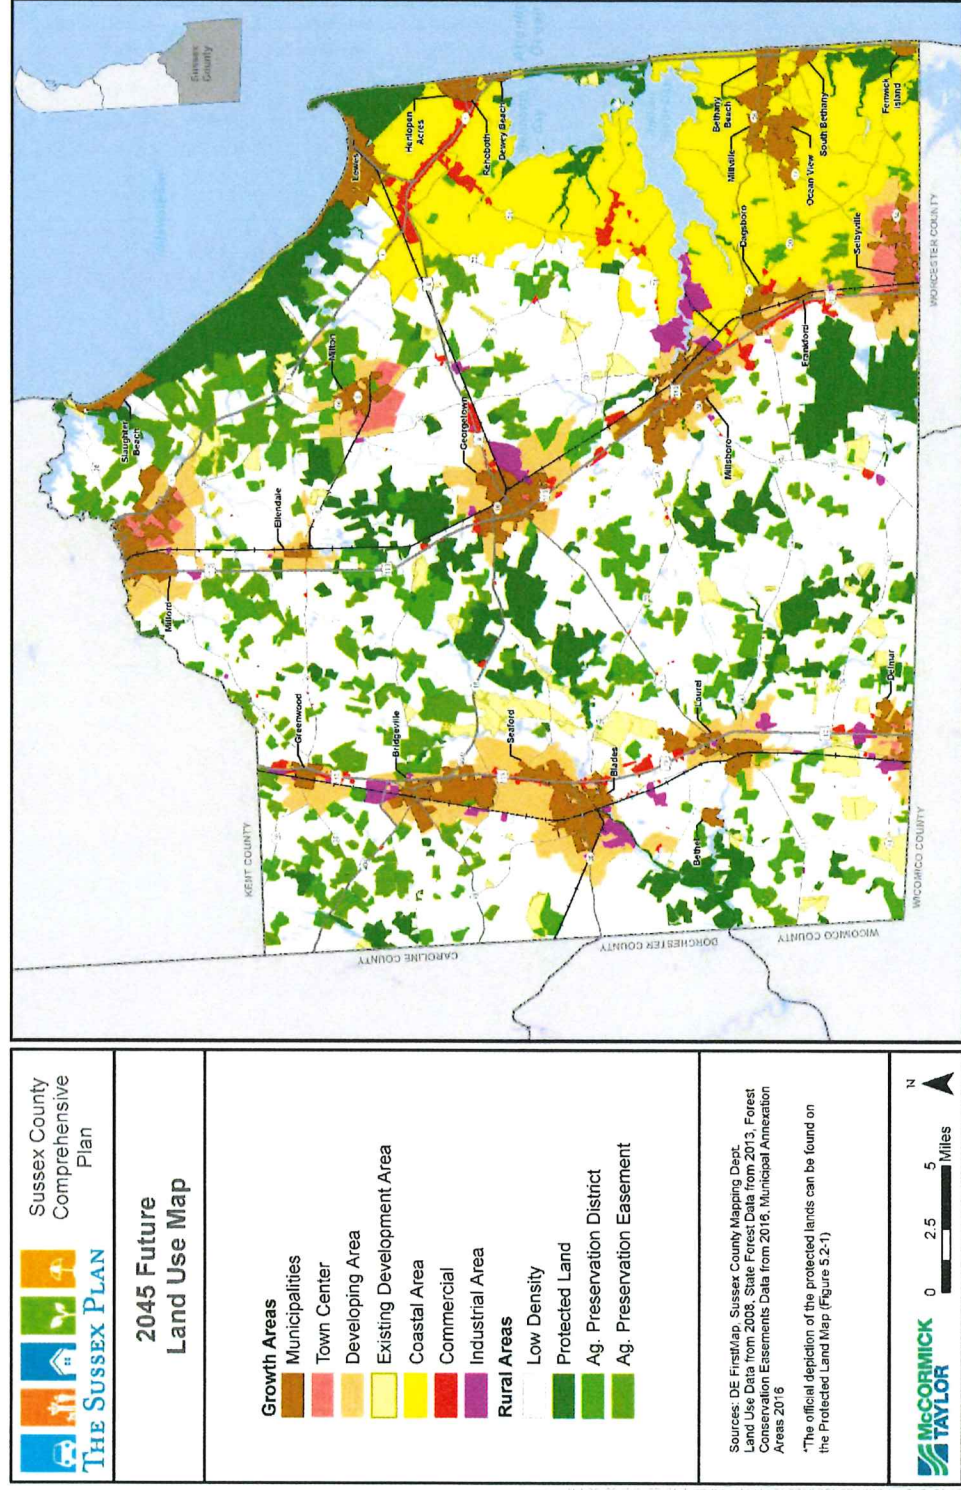 THE SUSSEX PLAN
Sussex County
Comprehensive
Plan
2045 Future
Land Use Map
Growth Areas
Municipalities
Town Center
Developing Area
Existing Development Area
Coastal Area
Commercial
Industrial Area
Rural Areas
Low Density
Protected Land
Ag. Preservation District
Ag. Preservation Easement
Sources: DE FirstMap, Sussex County Mapping Dept.
Land Use Data from 2008, State Forest Data from 2013, Forest
Conservation Easements Data from 2016, Municipal Annexation
Areas 2016
*The official depiction of the protected lands can be found on
the Protected Land Map (Figure 5.2-1)
McCORMICK
TAYLOR
0 2.5 5
Miles
N
Sussex
County
KENT COUNTY
CAROLINE COUNTY
DORCHESTER COUNTY
WICOMICO COUNTY
WICOMICO COUNTY
WORCESTER COUNTY
Milford
Slaughter
Beach
Greenwood
Ellendale
Milton
Lewes
Bridgeville
Georgetown
Henlopen
Acres
Rehoboth
Dewey Beach
Seaford
Blades
Millsboro
Dagsboro
Millville
Bethany
Beach
Ocean View
South Bethany
Bethel
Laurel
Frankford
Selbyville
Fenwick
Island
Delmar